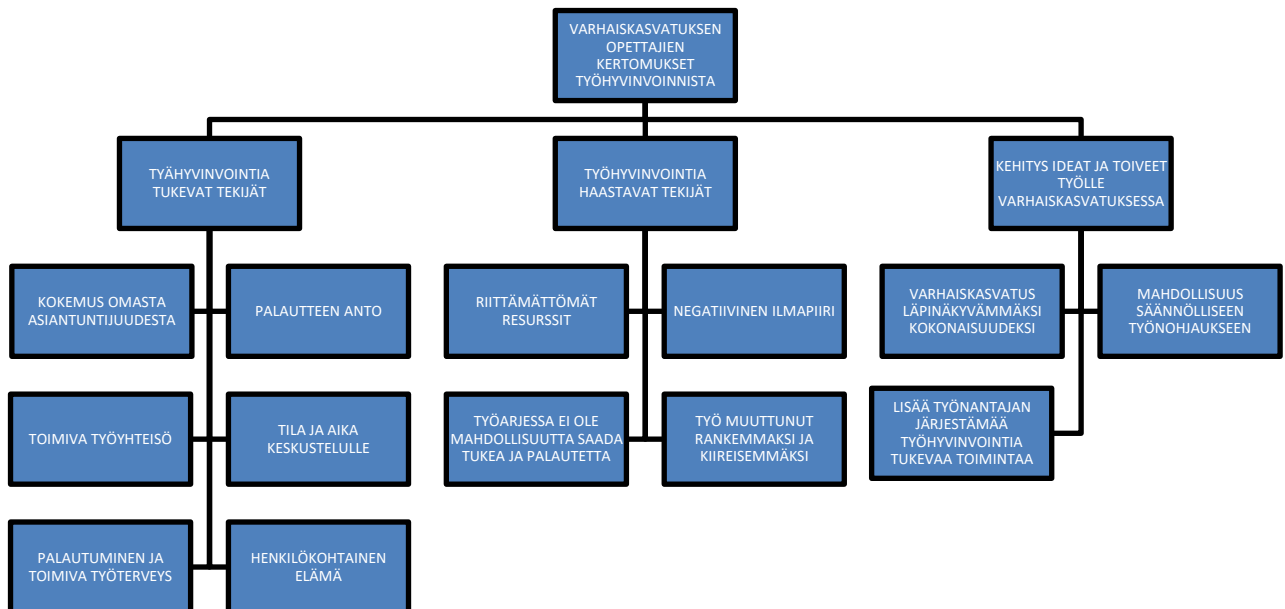 VARHAISKASVATUKSEN
OPETTAJIEN
KERTOMUKSET
TYÖHYVINVOINNISTA
TYÄHYVINVOINTIA
TUKEVAT TEKIJÄT
TYÖHYVINVOINTIA
HAASTAVAT TEKIJÄT
KEHITYS IDEAT JA TOIVEET
TYÖLLE
VARHAISKASVATUKSESSA
KOKEMUS OMASTA
ASIANTUNTIJUUDESTA
PALAUTTEEN ANTO
RIITTÄMÄTTÖMÄT
RESURSSIT
NEGATIIVINEN ILMAPIIRI
VARHAISKASVATUS
LÄPINÄKYVÄMMÄKSI
KOKONAISUUDEKSI
MAHDOLLISUUS
SÄÄNNÖLLISEEN
TYÖNOHJAUKSEEN
TOIMIVA TYÖYHTEISÖ
TILA JA AIKA
KESKUSTELULLE
TYÖARJESSA EI OLE
MAHDOLLISUUTTA SAADA
TUKEA JA PALAUTETTA
TYÖ MUUTTUNUT
RANKEMMAKSI JA
KIIREISEMMÄKSI
LISÄÄ TYÖNANTAJAN
JÄRJESTÄMÄÄ
TYÖHYVINVOINTIA
TUKEVAA TOIMINTAA
PALAUTUMINEN JA
TOIMIVA TYÖTERVEYS
HENKILÖKOHTAINEN
ELÄMÄ